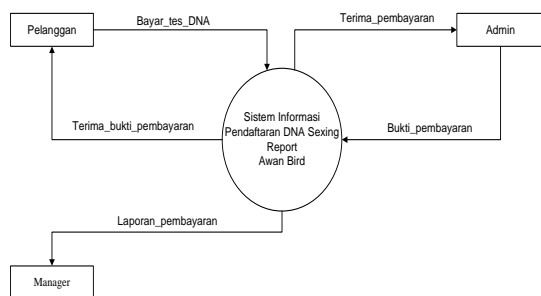 Pelanggan
Bayar_tes_DNA
Terima_pembayaran
Admin
Sistem Informasi
Pendaftaran DNA Sexing
Report
Awan Bird
Terima_bukti_pembayaran
Bukti_pembayaran
Laporan_pembayaran
Manager